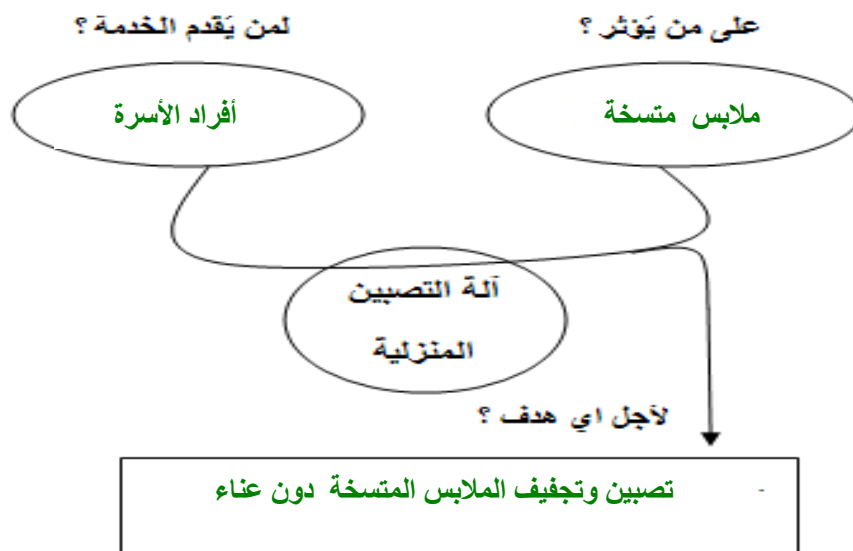 على من يَؤثر ؟
لمن يَقدم الخدمة ؟
ملابس متسخة
أفراد الأسرة
آلة التصبين
المنزلية
لأجل اي هدف ؟
تصبين وتجفيف الملابس المتسخة دون عناء